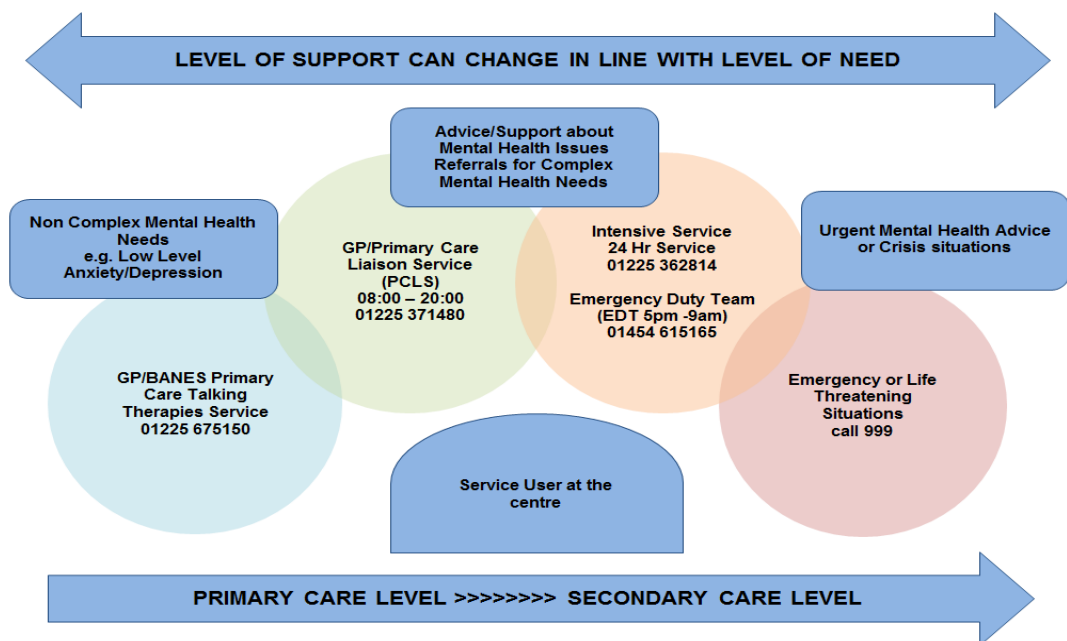 LEVEL OF SUPPORT CAN CHANGE IN LINE WITH LEVEL OF NEED
Advice/Support about
Mental Health Issues
Referrals for Complex
Mental Health Needs
Non Complex Mental Health
Needs
e.g. Low Level
Anxiety/Depression
Urgent Mental Health Advice
or Crisis situations
GP/Primary Care
Liaison Service
(PCLS)
08:00 – 20:00
01225 371480
Intensive Service
24 Hr Service
01225 362814
Emergency Duty Team
(EDT 5pm -9am)
01454 615165
GP/BANES Primary
Care Talking
Therapies Service
01225 675150
Emergency or Life
Threatening
Situations
call 999
Service User at the
centre
PRIMARY CARE LEVEL >>>>>>>> SECONDARY CARE LEVEL